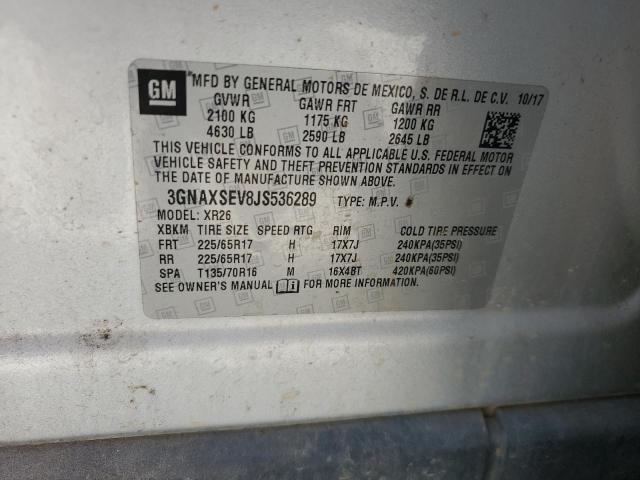 GM *MFD BY GENERAL MOTORS DE MEXICO, S. DE R.L. DE C.V. 10/17
GVWR GAWR FRT GAWR RR
2100 KG 1175 KG 1200 KG
4630 LB 2590 LB 2645 LB
THIS VEHICLE CONFORMS TO ALL APPLICABLE U.S. FEDERAL MOTOR
VEHICLE SAFETY AND THEFT PREVENTION STANDARDS IN EFFECT ON
THE DATE OF MANUFACTURE SHOWN ABOVE.
3GNAXSEV8JS536289 TYPE: M.P.V.
MODEL: XR26
XBKM TIRE SIZE SPEED RTG RIM COLD TIRE PRESSURE
FRT 225/65R17 H 17X7J 240KPA(35PSI)
RR 225/65R17 H 17X7J 240KPA(35PSI)
SPA T135/70R16 M 16X4BT 420KPA(60PSI)
SEE OWNER'S MANUAL FOR MORE INFORMATION.